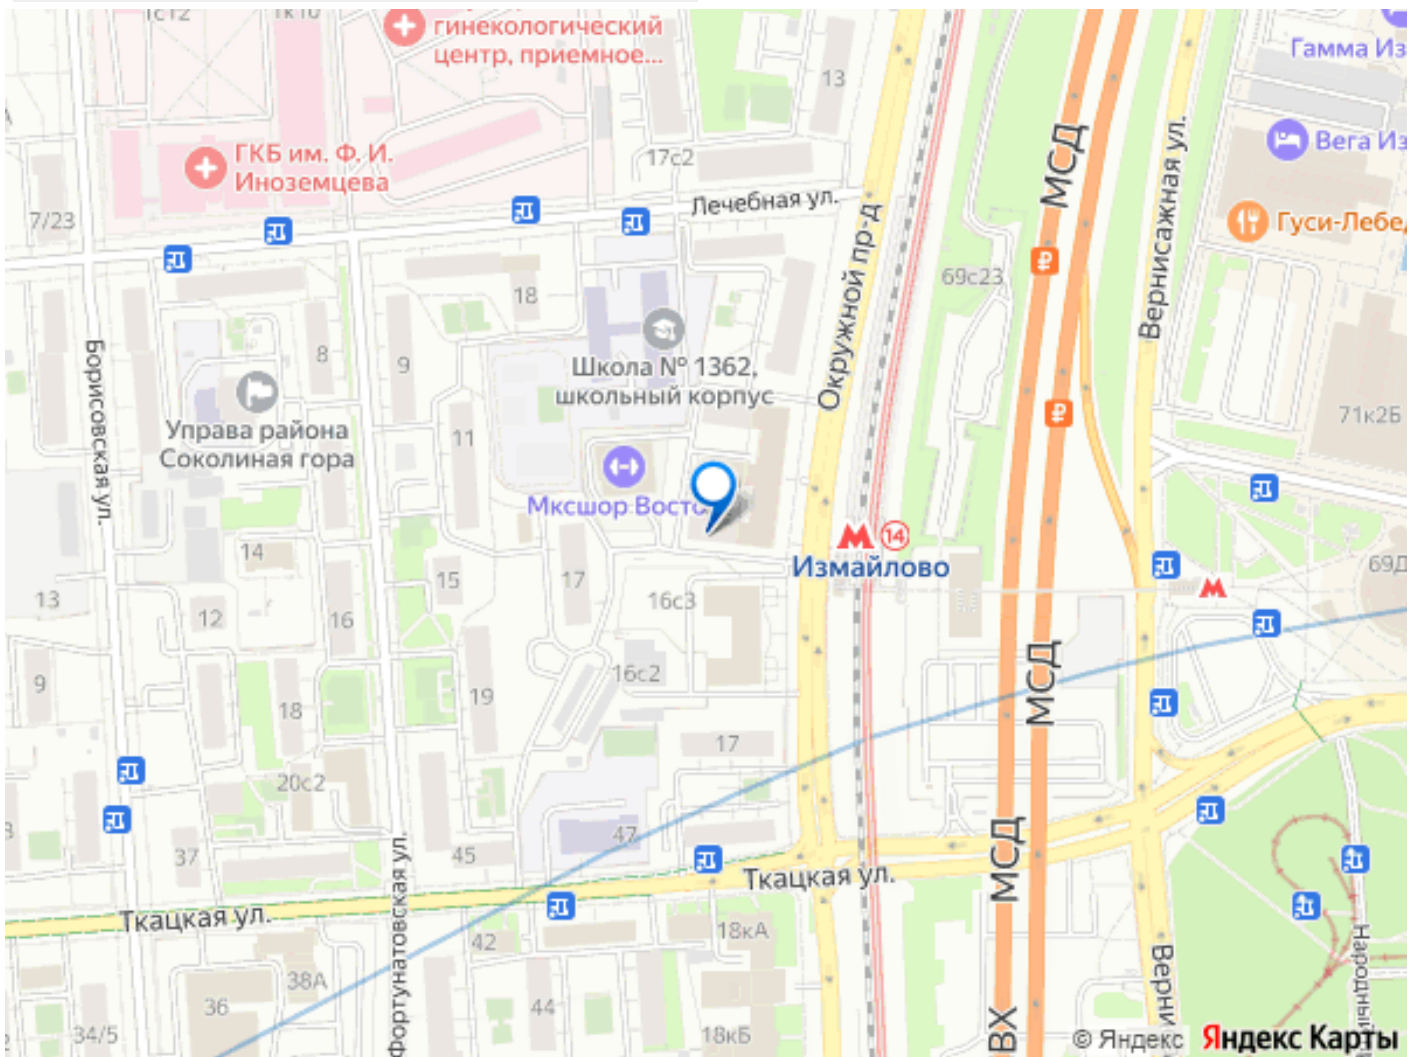 1к10
гинекологический
центр, приемное...
13
Гамма Из
ГКБ им. Ф. И.
Иноземцева
17с2
МСД
Вернисажная ул.
Вега Из
7/23
Лечебная ул.
Гуси-Лебед
Окружной пр-д
69с23
18
8
9
Школа № 1362,
школьный корпус
Борисовская ул.
Управа района
Соколиная гора
11
71к2Б
Мксшор Восто
14
Измайлово
69Д
14
15
17
16с3
13
12
16
9
16с2
МСД
18
19
17
20с2
47
37
45
МСД
Ткацкая ул.
Ткацкая ул.
Фортунатовская ул.
42
18кА
38А
36
34/5
44
18кБ
ВХ
Верни
© Яндекс Яндекс Карты